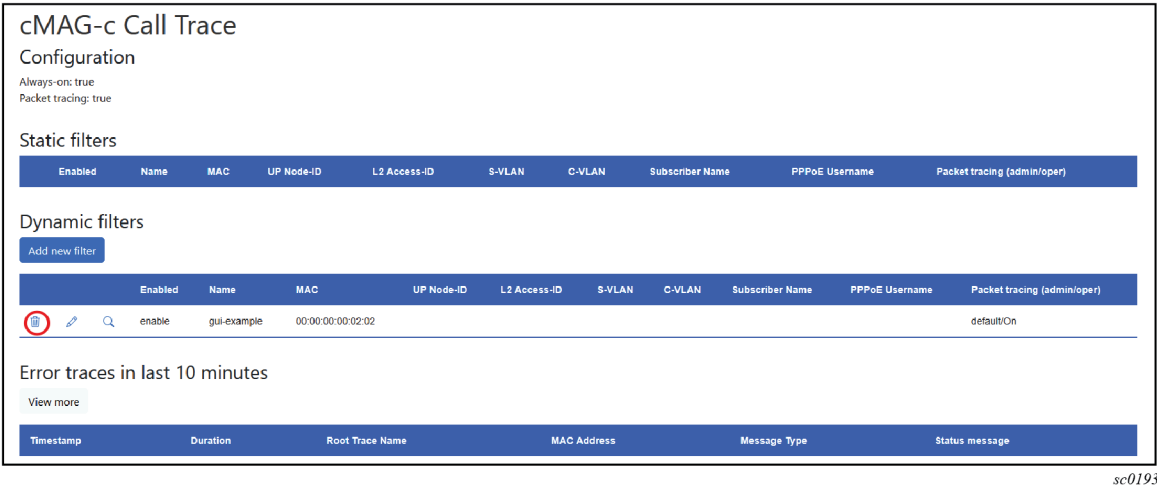 cMAG-c Call Trace
Configuration
Always-on: true
Packet tracing: true
Static filters
Enabled Name MAC UP Node-ID L2 Access-ID S-VLAN C-VLAN Subscriber Name PPPoE Username Packet tracing (admin/oper)
Dynamic filters
Add new filter
Enabled Name MAC UP Node-ID L2 Access-ID S-VLAN C-VLAN Subscriber Name PPPoE Username Packet tracing (admin/oper)
enable gui-example 00:00:00:00:02:02 default/On
Error traces in last 10 minutes
View more
Timestamp Duration Root Trace Name MAC Address Message Type Status message
sc0193